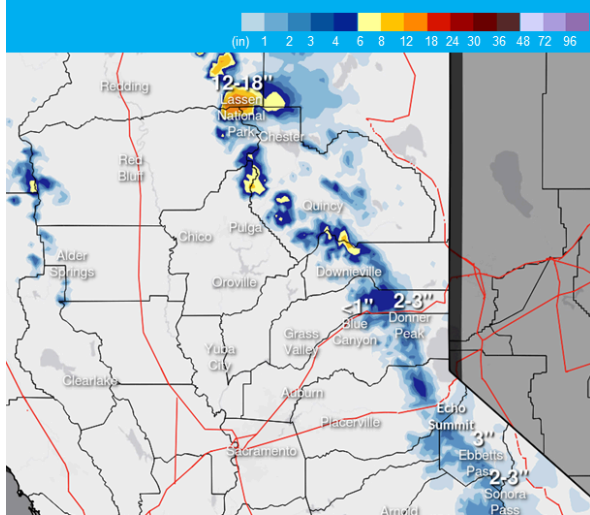 (in) 1 2 3 4 6 8 12 18 24 30 36 48 72 96
Redding
12-18"
Lassen
National
Park
Chester
Red
Bluff
Quincy
Chico
Pulga
Alder
Springs
Downieville
Oroville
<1"
2-3"
Blue
Canyon
Donner
Peak
Grass
Valley
Yuba
City
Clearlake
Auburn
Echo
Summit
Placerville
3"
Ebbetts
Pass
Sacramento
2-3"
Sonora
Pass
Arnold